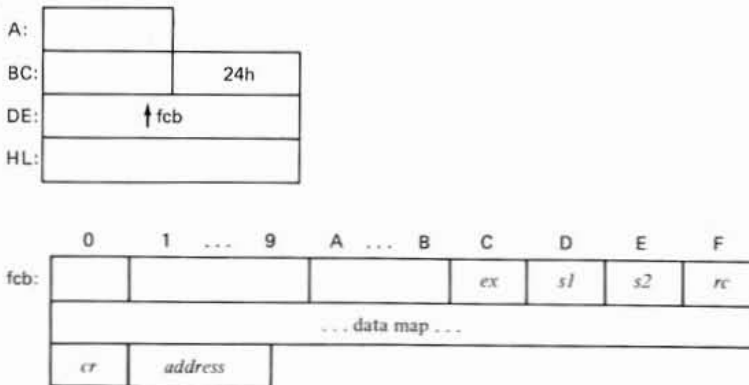 A:
BC: 24h
DE: ↑ fcb
HL:
0 1 ... 9 A ... B C D E F
fcb: ex s1 s2 rc
... data map ...
cr address